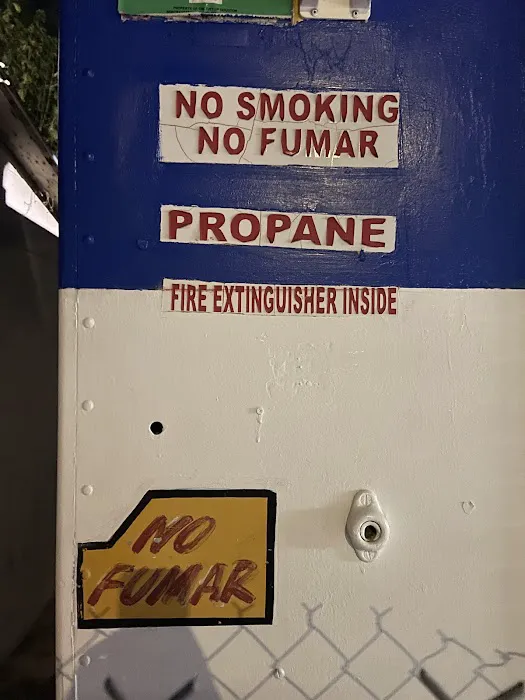 NO SMOKING
NO FUMAR
PROPANE
FIRE EXTINGUISHER INSIDE
NO
FUMAR